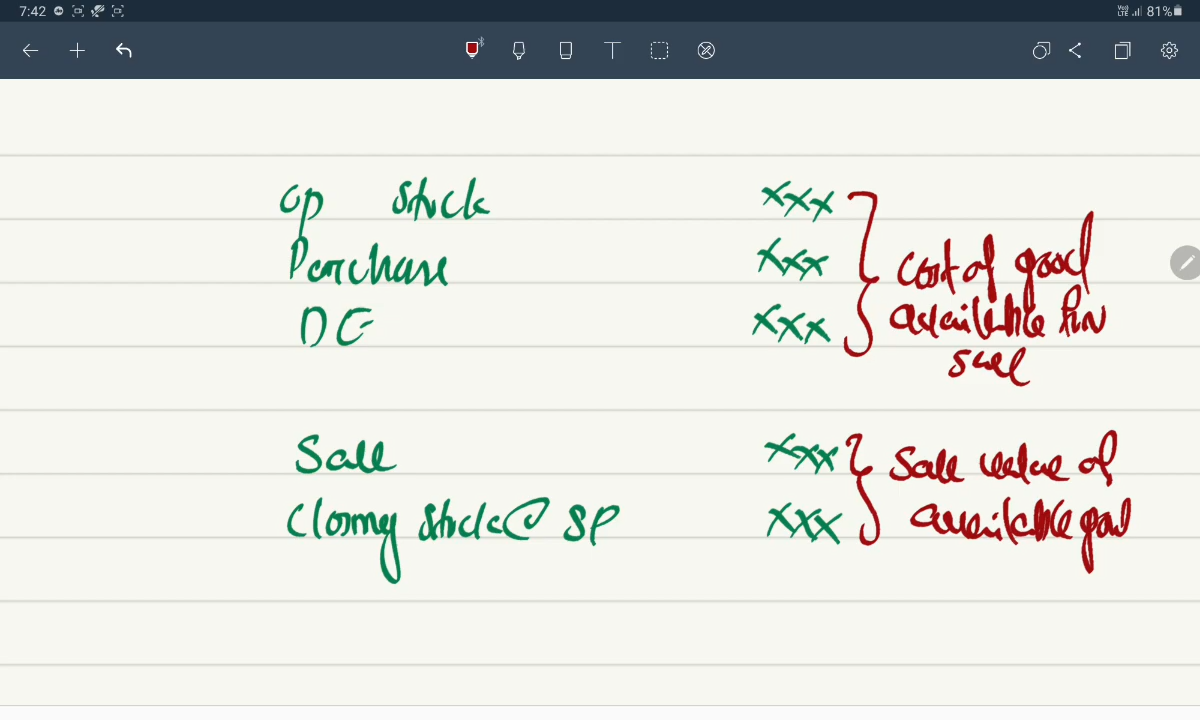 7:42 81%
Op Stock xxx
Purchase xxx
DE xxx
Cost of good
available for
sale
Sale xxx
Closing Stock @ SP xxx
Sale value of
available good